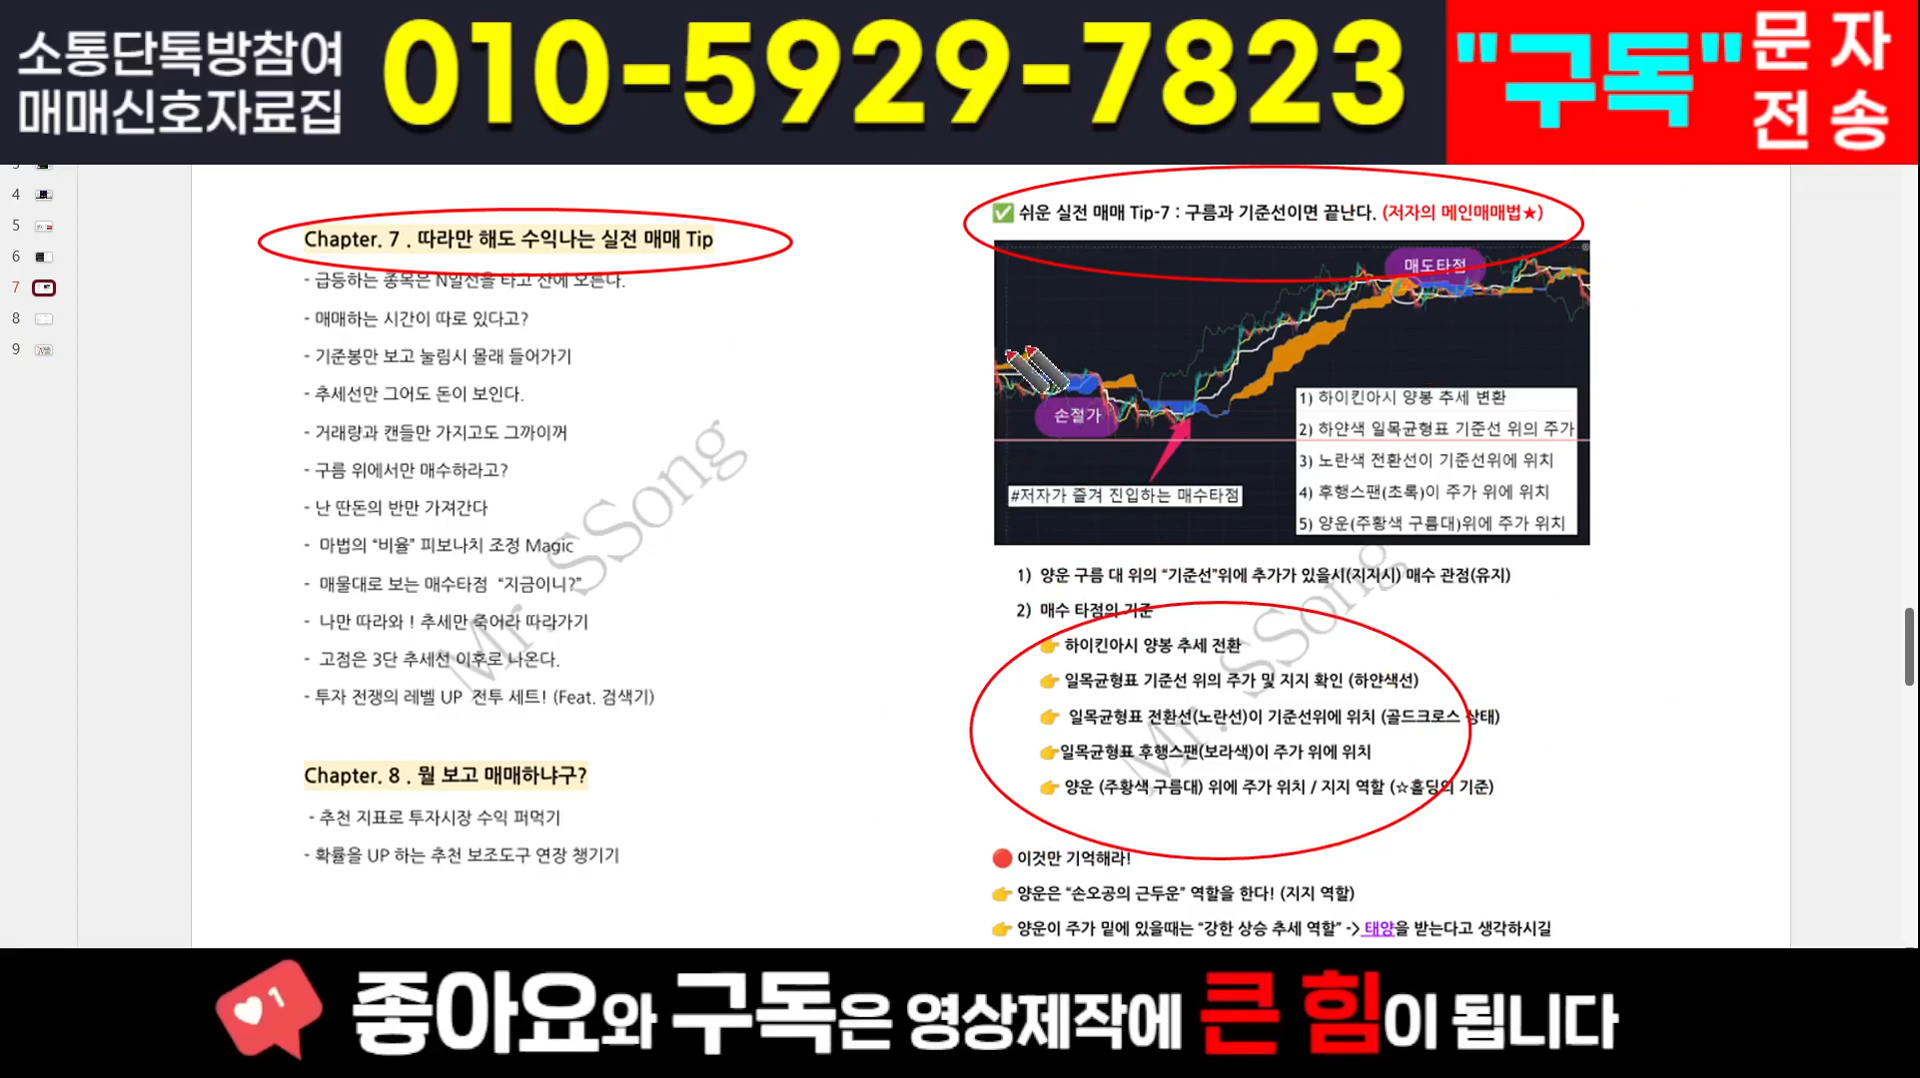 소통단톡방참여
매매신호자료집
010-5929-7823
"구독"
문자
전송
4
5
6
7
8
9
Chapter. 7 . 따라만 해도 수익나는 실전 매매 Tip
- 급등하는 종목은 N일선을 타고 산에 오른다.
- 매매하는 시간이 따로 있다고?
- 기준봉만 보고 눌림시 몰래 들어가기
- 추세선만 그어도 돈이 보인다.
- 거래량과 캔들만 가지고도 그까이꺼
- 구름 위에서만 매수하라고?
- 난 딴돈의 반만 가져간다
- 마법의 “비율” 피보나치 조정 Magic
- 매물대로 보는 매수타점 “지금이니?”
- 나만 따라와 ! 추세만 죽어라 따라가기
- 고점은 3단 추세선 이후로 나온다.
- 투자 전쟁의 레벨 UP 전투 세트! (Feat. 검색기)
Chapter. 8 . 뭘 보고 매매하냐구?
- 추천 지표로 투자시장 수익 퍼먹기
- 확률을 UP 하는 추천 보조도구 연장 챙기기
Mr. SSong
✅ 쉬운 실전 매매 Tip-7 : 구름과 기준선이면 끝난다. (저자의 메인매매법★)
매도타점
손절가
#저자가 즐겨 진입하는 매수타점
1) 하이킨아시 양봉 추세 변환
2) 하얀색 일목균형표 기준선 위의 주가
3) 노란색 전환선이 기준선위에 위치
4) 후행스팬(초록)이 주가 위에 위치
5) 양운(주황색 구름대)위에 주가 위치
1) 양운 구름 대 위의 “기준선”위에 추가가 있을시(지지시) 매수 관점(유지)
2) 매수 타점의 기준
👉 하이킨아시 양봉 추세 전환
👉 일목균형표 기준선 위의 주가 및 지지 확인 (하얀색선)
👉 일목균형표 전환선(노란선)이 기준선위에 위치 (골드크로스 상태)
👉일목균형표 후행스팬(보라색)이 주가 위에 위치
👉 양운 (주황색 구름대) 위에 주가 위치 / 지지 역할 (☆홀딩의 기준)
Mr. SSong
🔴 이것만 기억해라!
👉 양운은 “손오공의 근두운” 역할을 한다! (지지 역할)
👉 양운이 주가 밑에 있을때는 “강한 상승 추세 역할” -> 태양을 받는다고 생각하시길
1
좋아요와 구독은 영상제작에 큰 힘이 됩니다